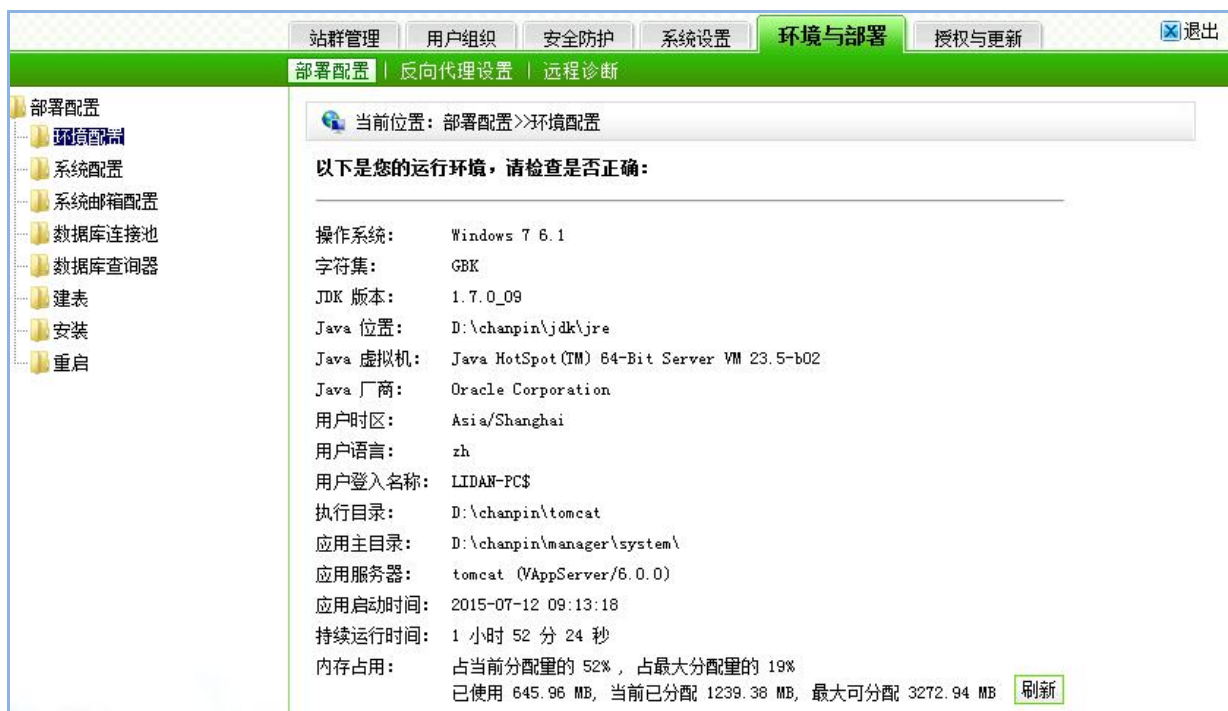 站群管理 用户组织 安全防护 系统设置 环境与部署 授权与更新 退出
部署配置 | 反向代理设置 | 远程诊断
部署配置
环境配置
系统配置
系统邮箱配置
数据库连接池
数据库查询器
建表
安装
重启
当前位置：部署配置>>环境配置
以下是您的运行环境，请检查是否正确：
操作系统： Windows 7 6.1
字符集： GBK
JDK 版本： 1.7.0_09
Java 位置： D:\chanpin\jdk\jre
Java 虚拟机： Java HotSpot(TM) 64-Bit Server VM 23.5-b02
Java 厂商： Oracle Corporation
用户时区： Asia/Shanghai
用户语言： zh
用户登入名称： LIDAN-PC$
执行目录： D:\chanpin\tomcat
应用主目录： D:\chanpin\manager\system\
应用服务器： tomcat (VAppServer/6.0.0)
应用启动时间： 2015-07-12 09:13:18
持续运行时间： 1 小时 52 分 24 秒
内存占用： 占当前分配量的 52% ，占最大分配量的 19%
已使用 645.96 MB, 当前已分配 1239.38 MB, 最大可分配 3272.94 MB 刷新